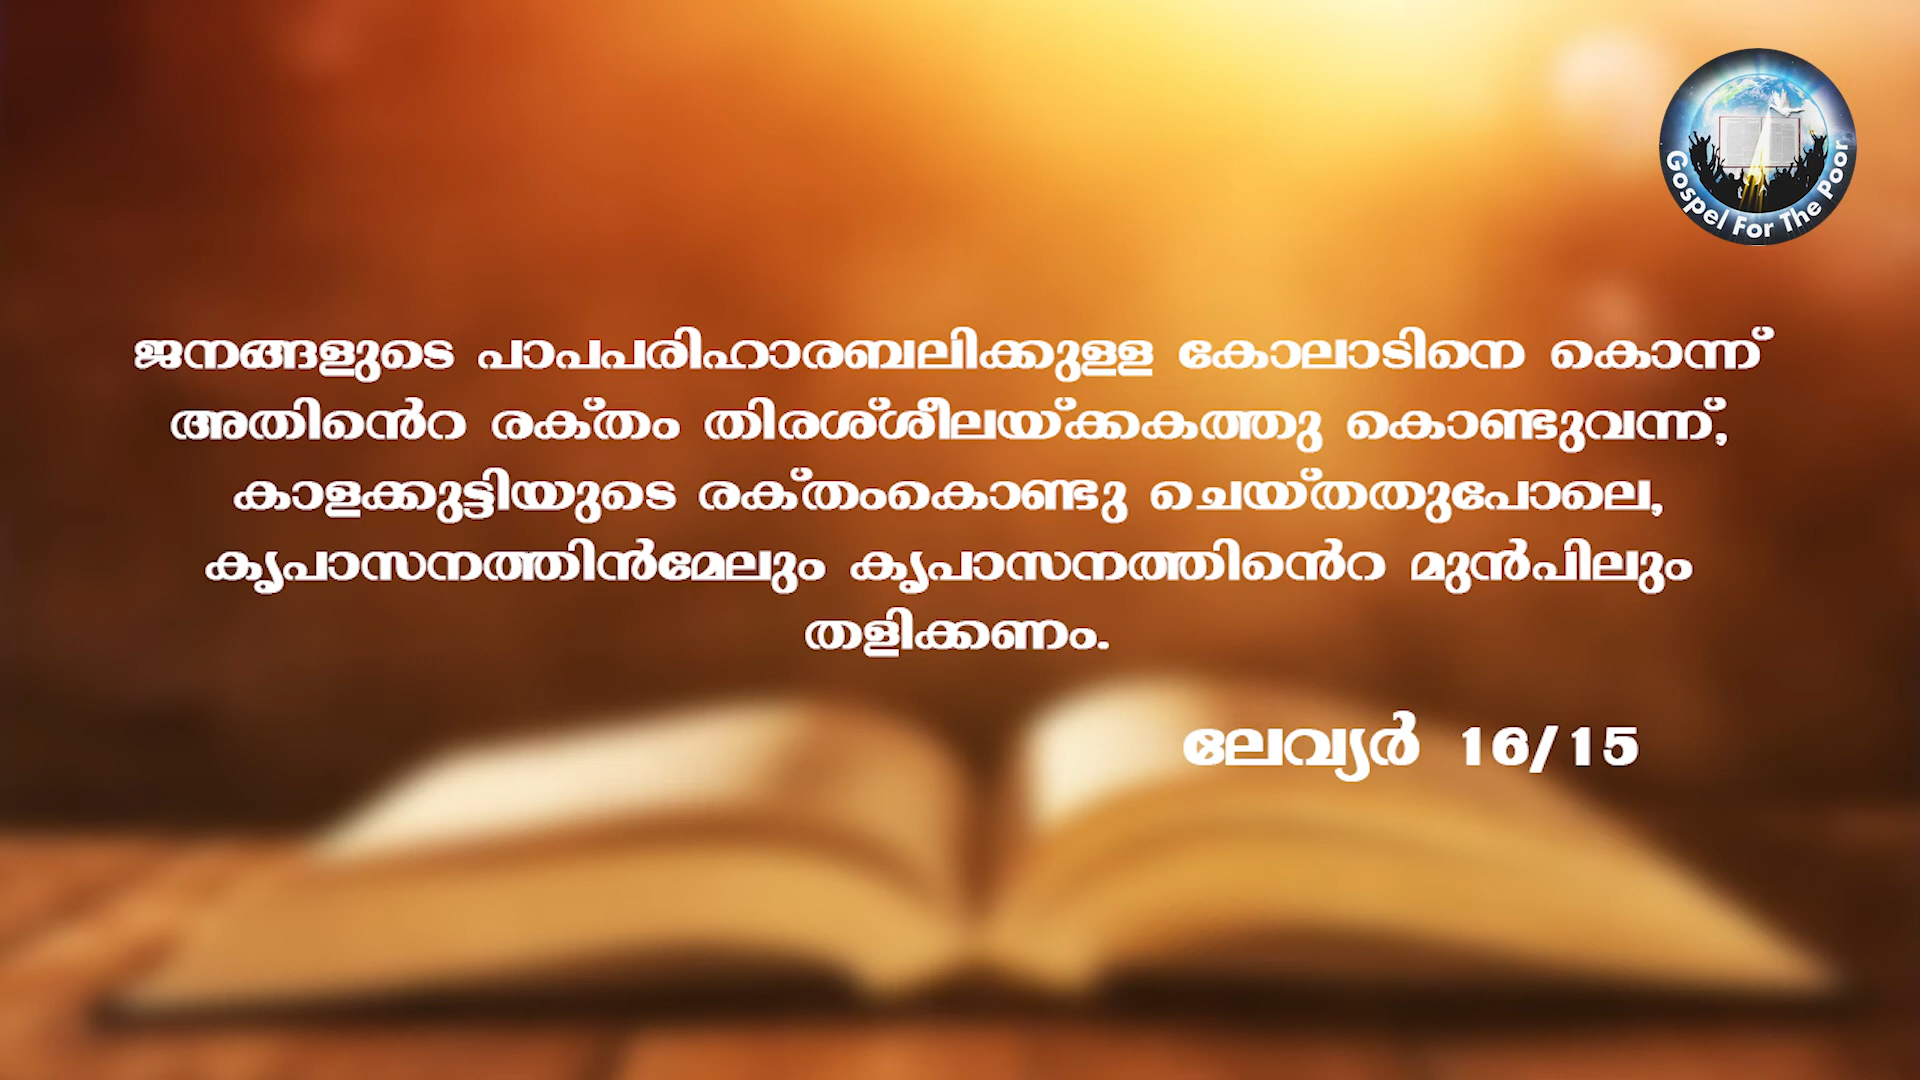 Gospel For The Poor
ജനങ്ങളുടെ പാപപരിഹാരബലിക്കുള്ള കോലാടിനെ കൊന്ന്
അതിൻെറ രക്തം തിരശ്ശീലയ്ക്കകത്തു കൊണ്ടുവന്ന്,
കാളക്കുട്ടിയുടെ രക്തംകൊണ്ടു ചെയ്തതുപോലെ,
കൃപാസനത്തിൻമേലും കൃപാസനത്തിൻെറ മുൻപിലും
തളിക്കണം.
ലേവ്യർ 16/15